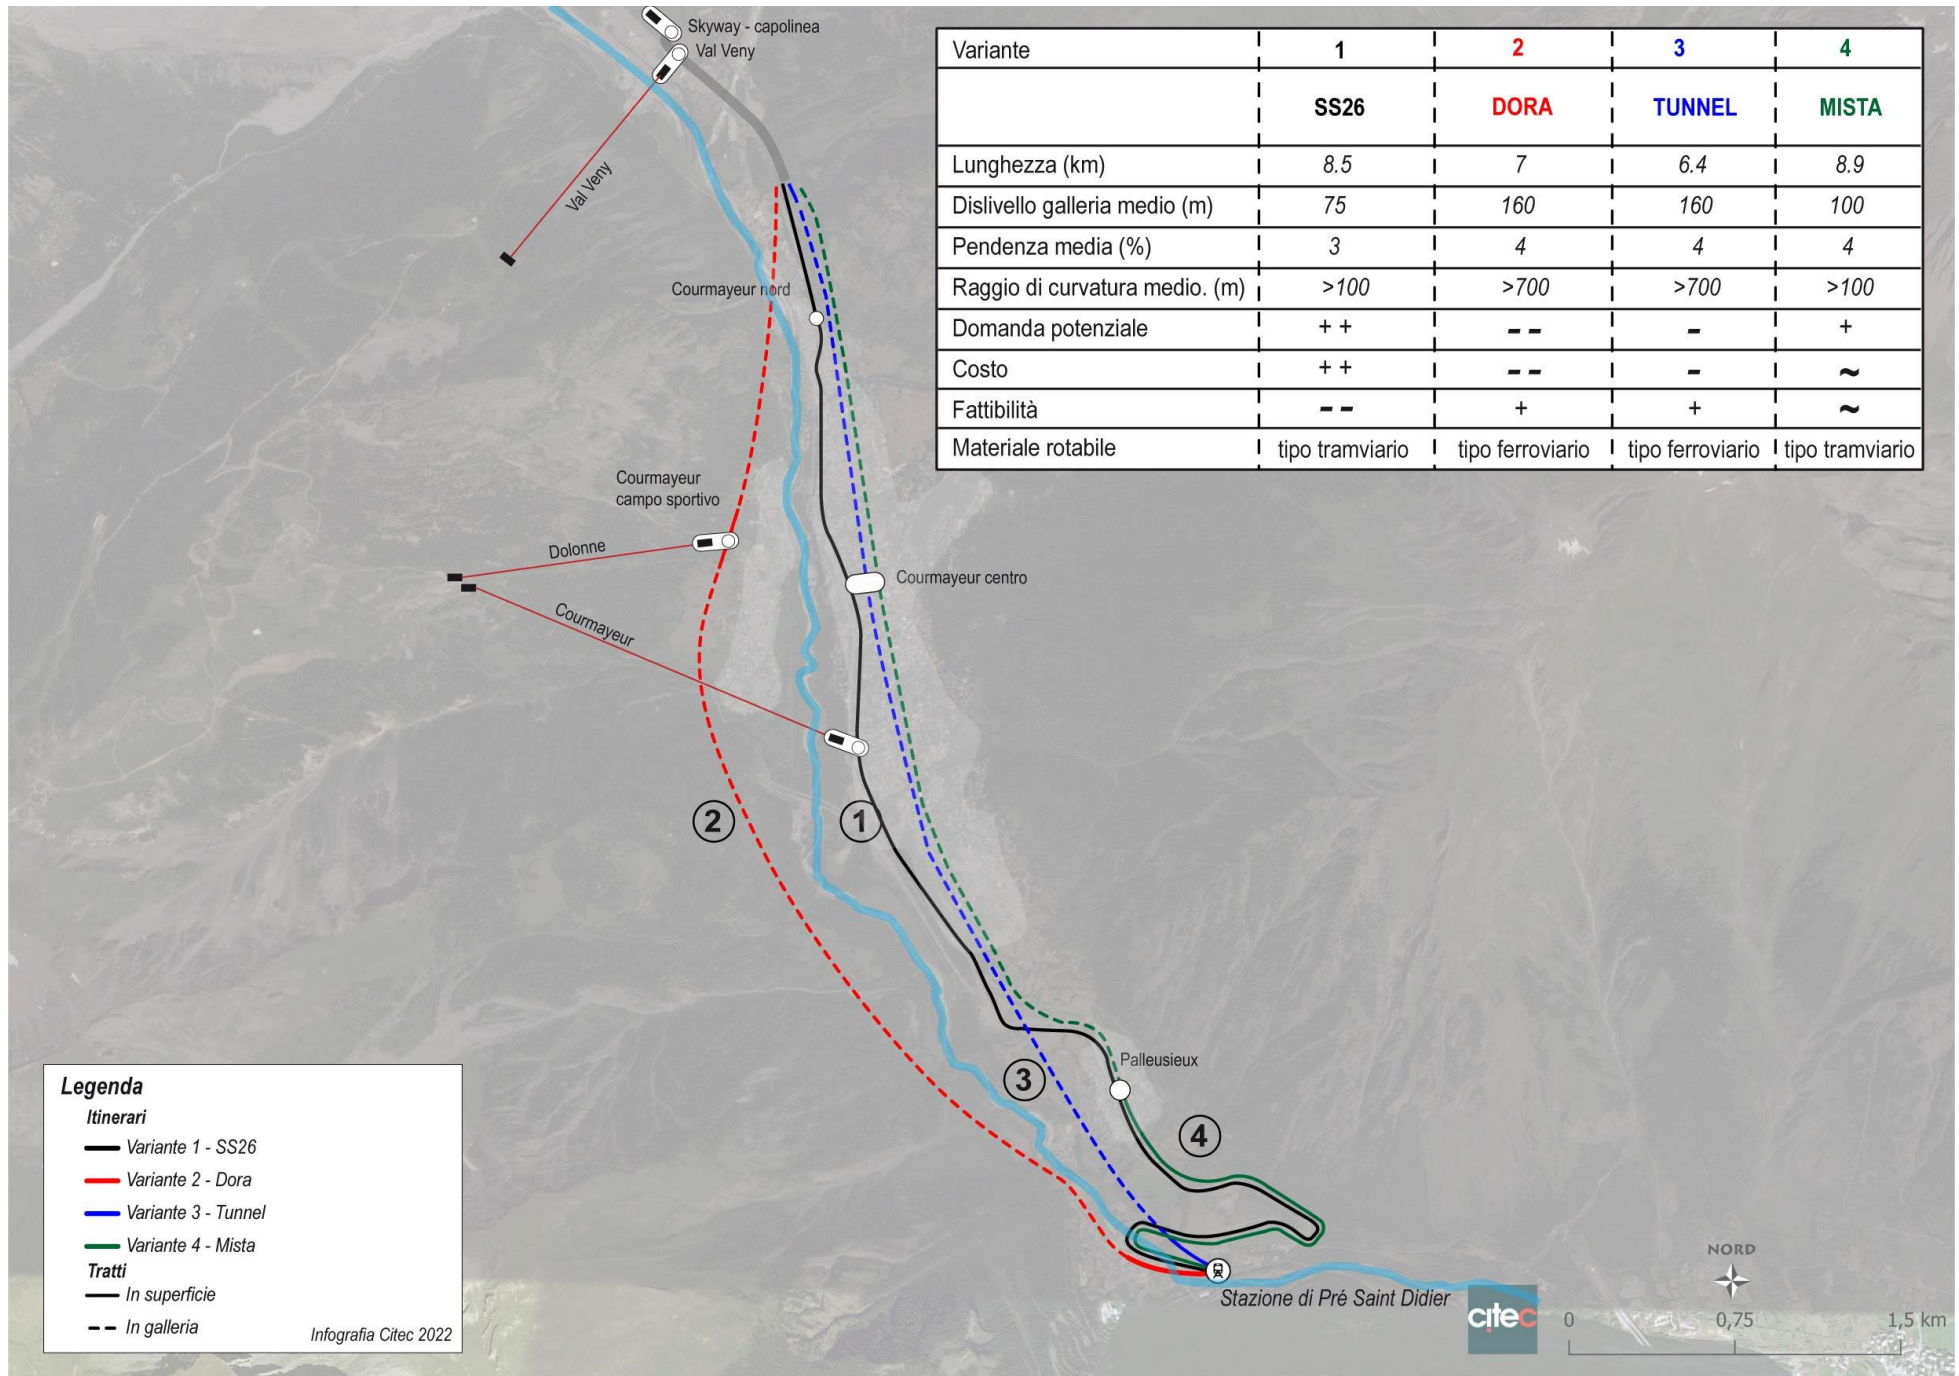 Skyway - capolinea
Val Veny
Val Veny
Courmayeur nord
Courmayeur
campo sportivo
Dolonne
Courmayeur
Courmayeur centro
2
1
3
Palleusieux
4
Stazione di Pré Saint Didier
Variante 1 2 3 4
SS26 DORA TUNNEL MISTA
Lunghezza (km) 8.5 7 6.4 8.9
Dislivello galleria medio (m) 75 160 160 100
Pendenza media (%) 3 4 4 4
Raggio di curvatura medio. (m) >100 >700 >700 >100
Domanda potenziale + + - - - +
Costo + + - - - ~
Fattibilità - - + + ~
Materiale rotabile tipo tramviario tipo ferroviario tipo ferroviario tipo tramviario
Legenda
Itinerari
Variante 1 - SS26
Variante 2 - Dora
Variante 3 - Tunnel
Variante 4 - Mista
Tratti
In superficie
In galleria
Infografia Citec 2022
citec
NORD
0 0,75 1,5 km